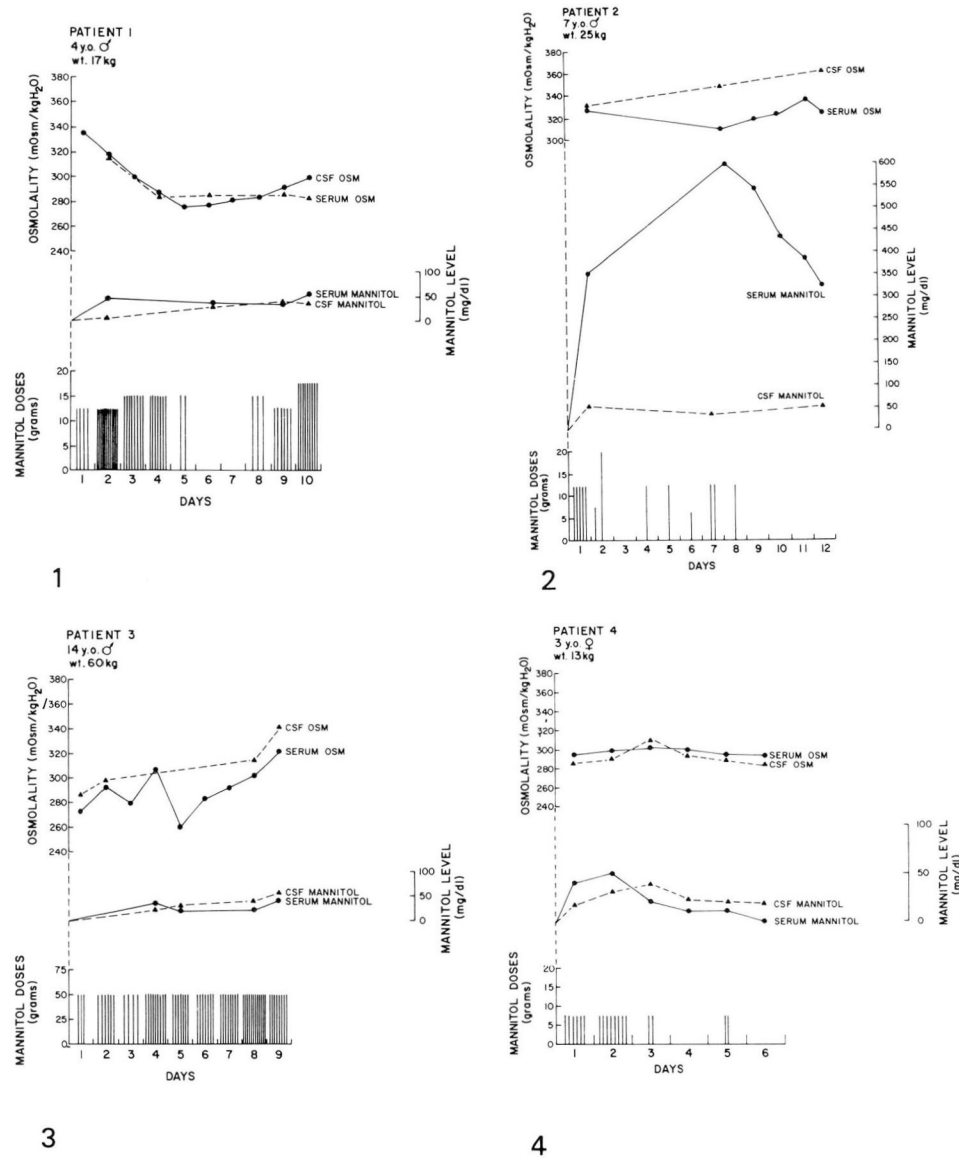 PATIENT 1
4 y.o. ♂
wt. 17kg
OSMOLALITY (mOsm/kgH2O)
380
360
340
320
300
280
260
240
CSF OSM
SERUM OSM
100
50
0
MANNITOL LEVEL
(mg/dl)
SERUM MANNITOL
CSF MANNITOL
MANNITOL DOSES
(grams)
20
15
10
5
0
1 2 3 4 5 6 7 8 9 10
DAYS
1
PATIENT 2
7 y.o. ♂
wt. 25kg
OSMOLALITY (mOsm/kgH2O)
380
360
340
320
300
CSF OSM
SERUM OSM
600
550
500
450
400
350
300
250
200
150
100
50
0
MANNITOL LEVEL
(mg/dl)
SERUM MANNITOL
CSF MANNITOL
MANNITOL DOSES
(grams)
20
15
10
5
0
1 2 3 4 5 6 7 8 9 10 11 12
DAYS
2
PATIENT 3
14 y.o. ♂
wt. 60kg
OSMOLALITY (mOsm/kgH2O)
380
360
340
320
300
280
260
240
CSF OSM
SERUM OSM
100
50
0
MANNITOL LEVEL
(mg/dl)
CSF MANNITOL
SERUM MANNITOL
MANNITOL DOSES
(grams)
75
50
25
0
1 2 3 4 5 6 7 8 9
DAYS
3
PATIENT 4
3 y.o. ♀
wt. 13kg
OSMOLALITY (mOsm/kgH2O)
380
360
340
320
300
280
260
240
SERUM OSM
CSF OSM
100
50
0
MANNITOL LEVEL
(mg/dl)
CSF MANNITOL
SERUM MANNITOL
MANNITOL DOSES
(grams)
20
15
10
5
0
1 2 3 4 5 6
DAYS
4